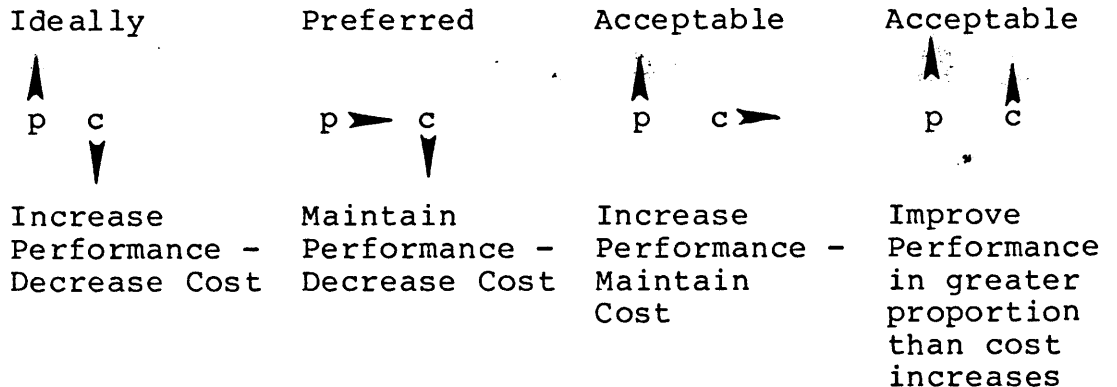 Ideally Preferred Acceptable Acceptable
p c p c p c p c
Increase Maintain Increase Improve
Performance - Performance - Performance - Performance
Decrease Cost Decrease Cost Maintain in greater
Cost proportion
than cost
increases